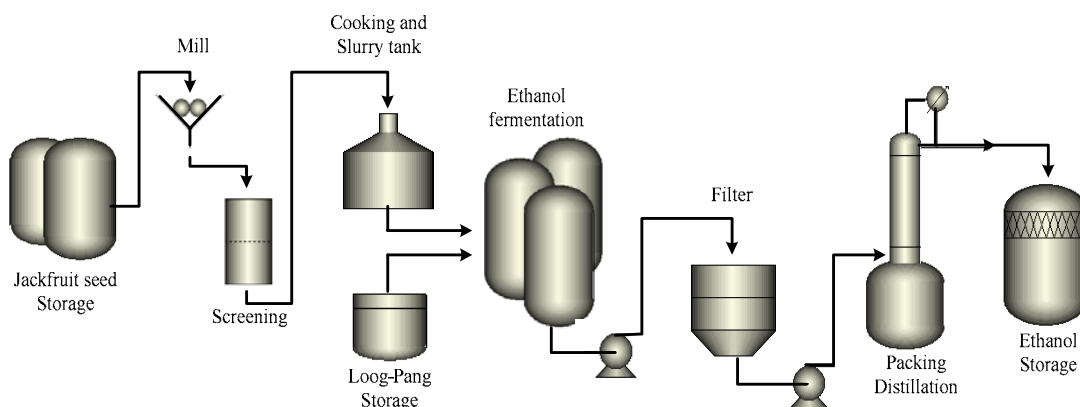 Mill
Cooking and
Slurry tank
Ethanol
fermentation
Filter
Jackfruit seed
Storage
Screening
Loog-Pang
Storage
Packing
Distillation
Ethanol
Storage